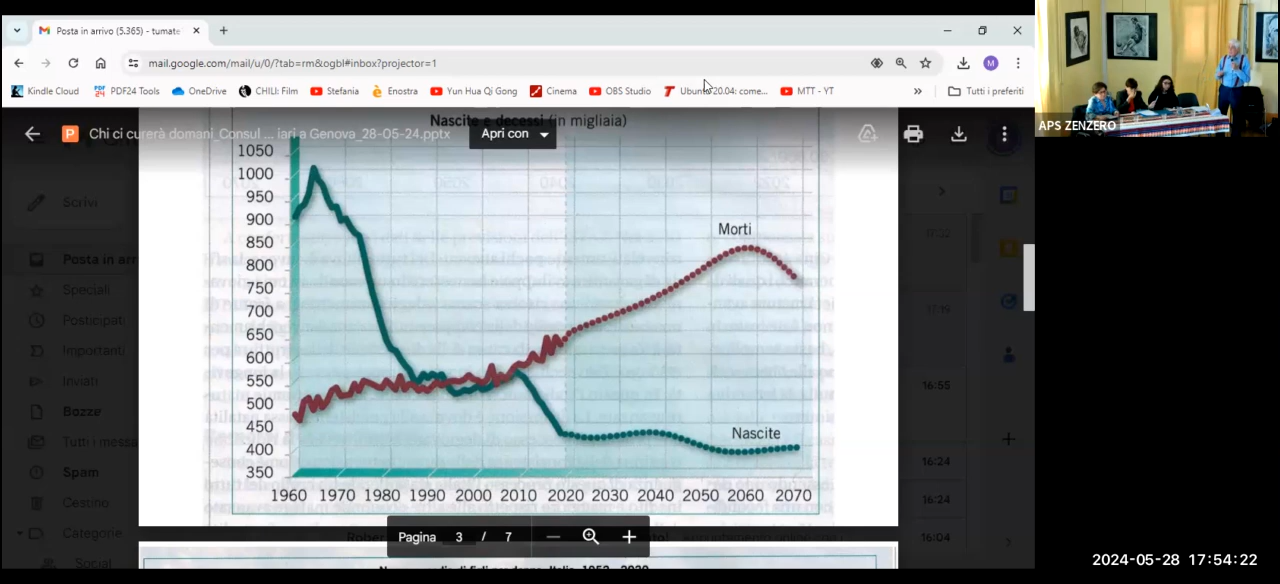 Posta in arrivo (5.365) - tumate
mail.google.com/mail/u/0/?tab=rm&ogbl#inbox?projector=1
Kindle Cloud PDF24 Tools OneDrive CHILI: Film Stefania Enostra Yun Hua Qi Gong Cinema OBS Studio Ubuntu 20.04: come... MTT - YT » Tutti i preferiti
Chi ci curerà domani_Consul ... iari a Genova_28-05-24.pptx
Apri con
Nascite e decessi (in migliaia)
1050
1000
950
900
850
800
750
700
650
600
550
500
450
400
350
Morti
Nascite
1960 1970 1980 1990 2000 2010 2020 2030 2040 2050 2060 2070
Pagina 3 / 7
Scrivi
Posta in arr
Speciali
Posticipati
Importanti
Inviati
Bozze
Tutti i messa
Spam
Cestino
Categorie
Social
16:55
16:24
16:24
16:04
APS ZENZERO
2024-05-28 17:54:22